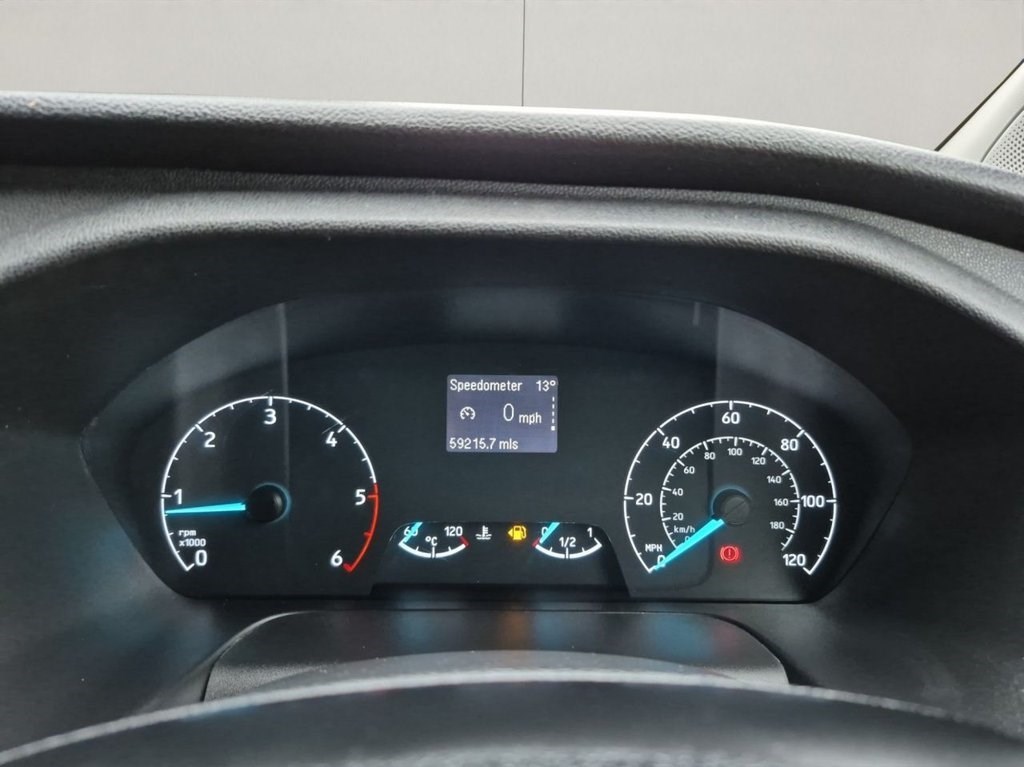 Speedometer 13°
0 mph
59215.7 mls
0
1
2
3
4
5
6
rpm
x1000
60 120
°C
0 1/2 1
0 20 40 60 80 100 120
MPH
20 40 60 80 100 120 140 160 180
km/h